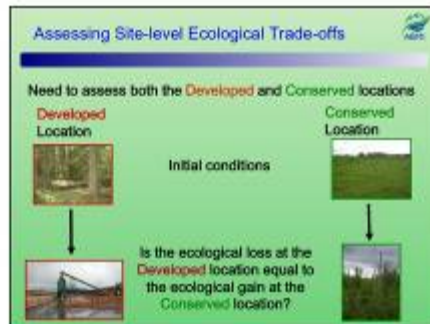 Assessing Site-level Ecological Trade-offs
Need to assess both the Developed and Conserved locations
Developed
Location
Conserved
Location
Initial conditions
Is the ecological loss at the
Developed location equal to
the ecological gain at the
Conserved location?